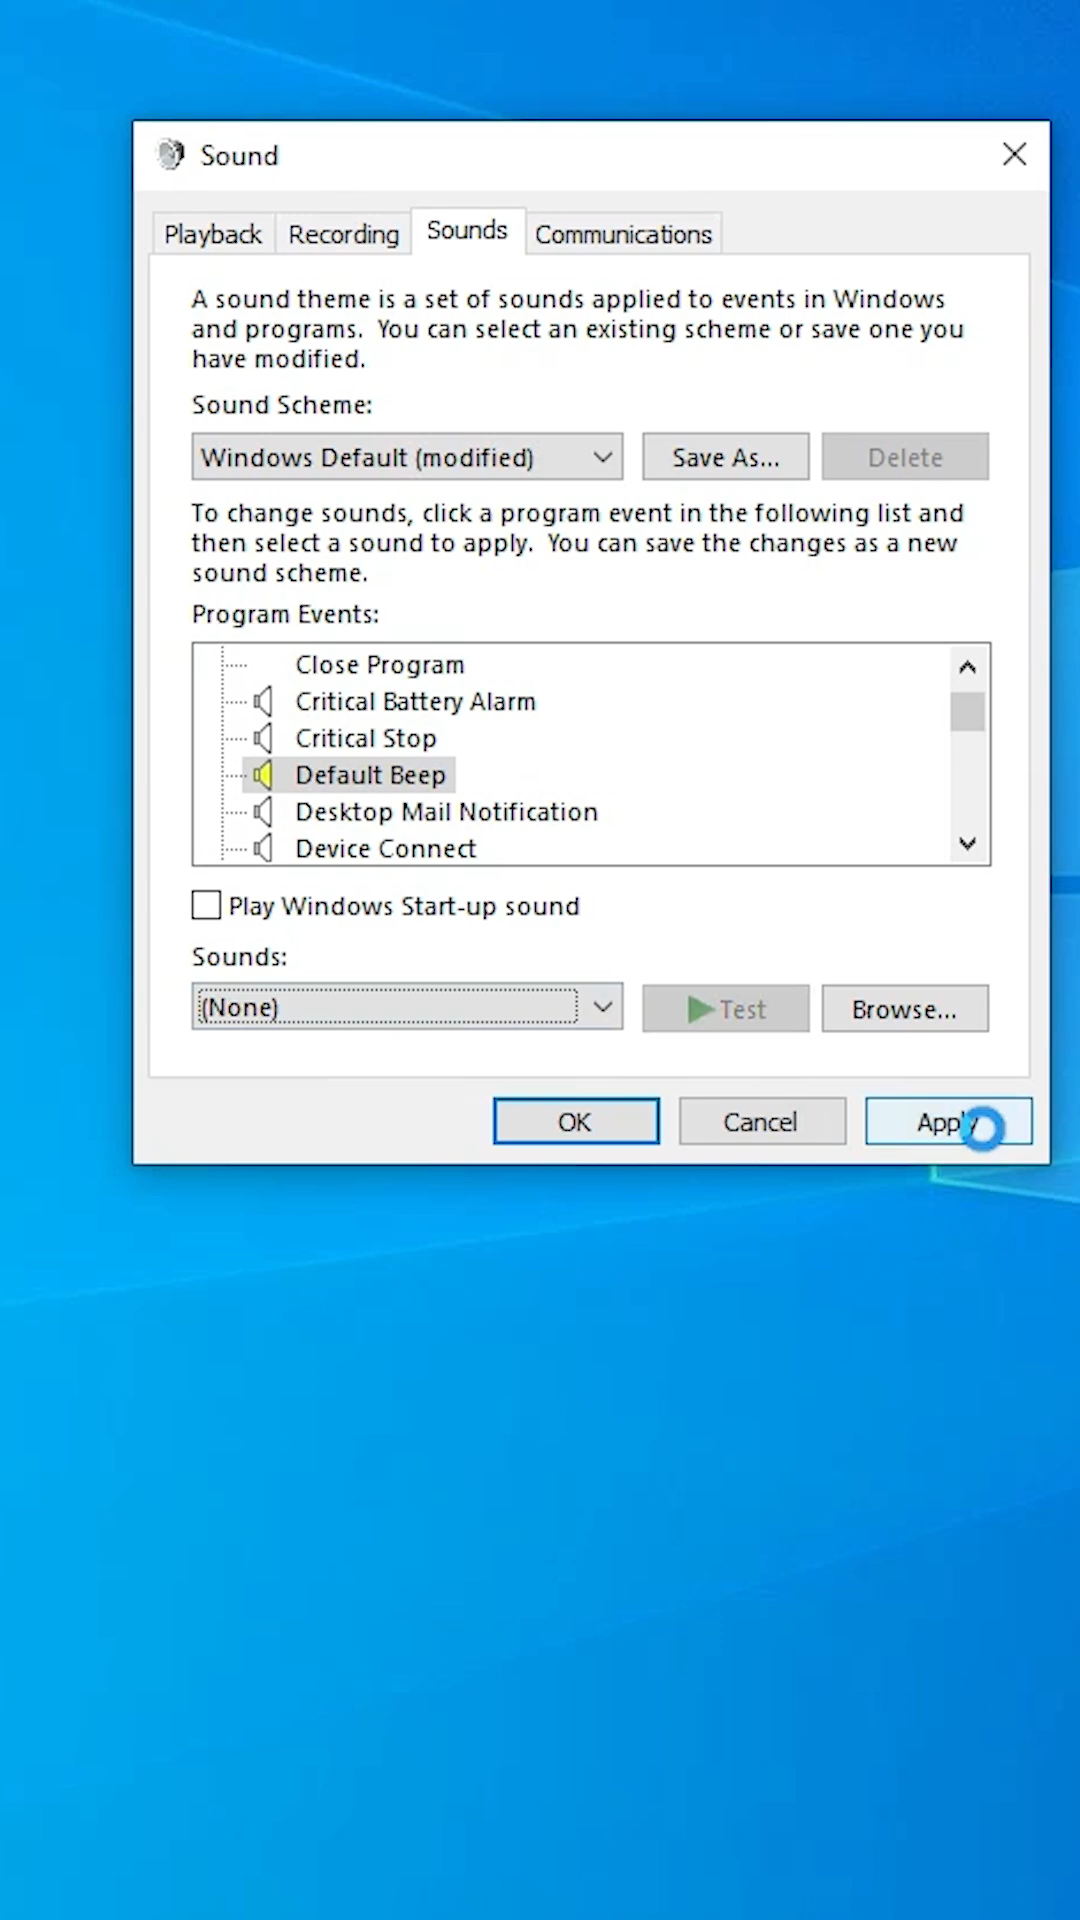 Sound
Playback Recording Sounds Communications
A sound theme is a set of sounds applied to events in Windows
and programs. You can select an existing scheme or save one you
have modified.
Sound Scheme:
Windows Default (modified) Save As... Delete
To change sounds, click a program event in the following list and
then select a sound to apply. You can save the changes as a new
sound scheme.
Program Events:
Close Program
Critical Battery Alarm
Critical Stop
Default Beep
Desktop Mail Notification
Device Connect
Play Windows Start-up sound
Sounds:
(None) Test Browse...
OK Cancel Apply